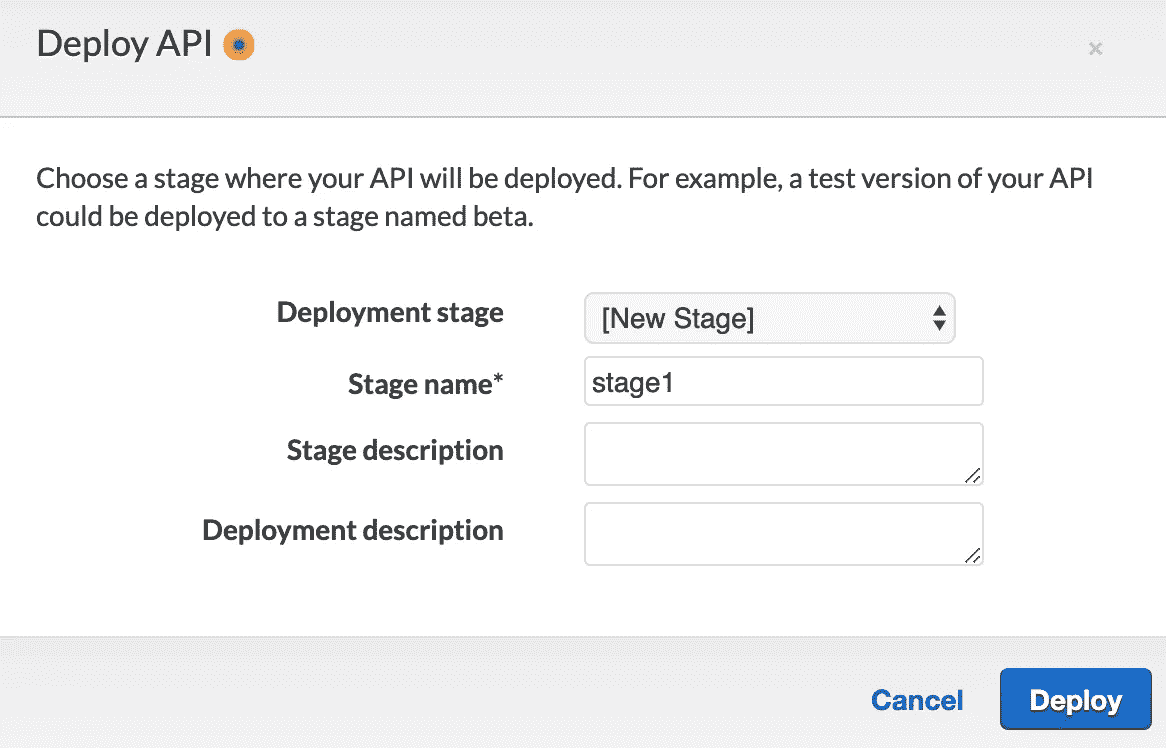 Deploy API
×
Choose a stage where your API will be deployed. For example, a test version of your API
could be deployed to a stage named beta.
Deployment stage [New Stage]
Stage name* stage1
Stage description
Deployment description
Cancel Deploy